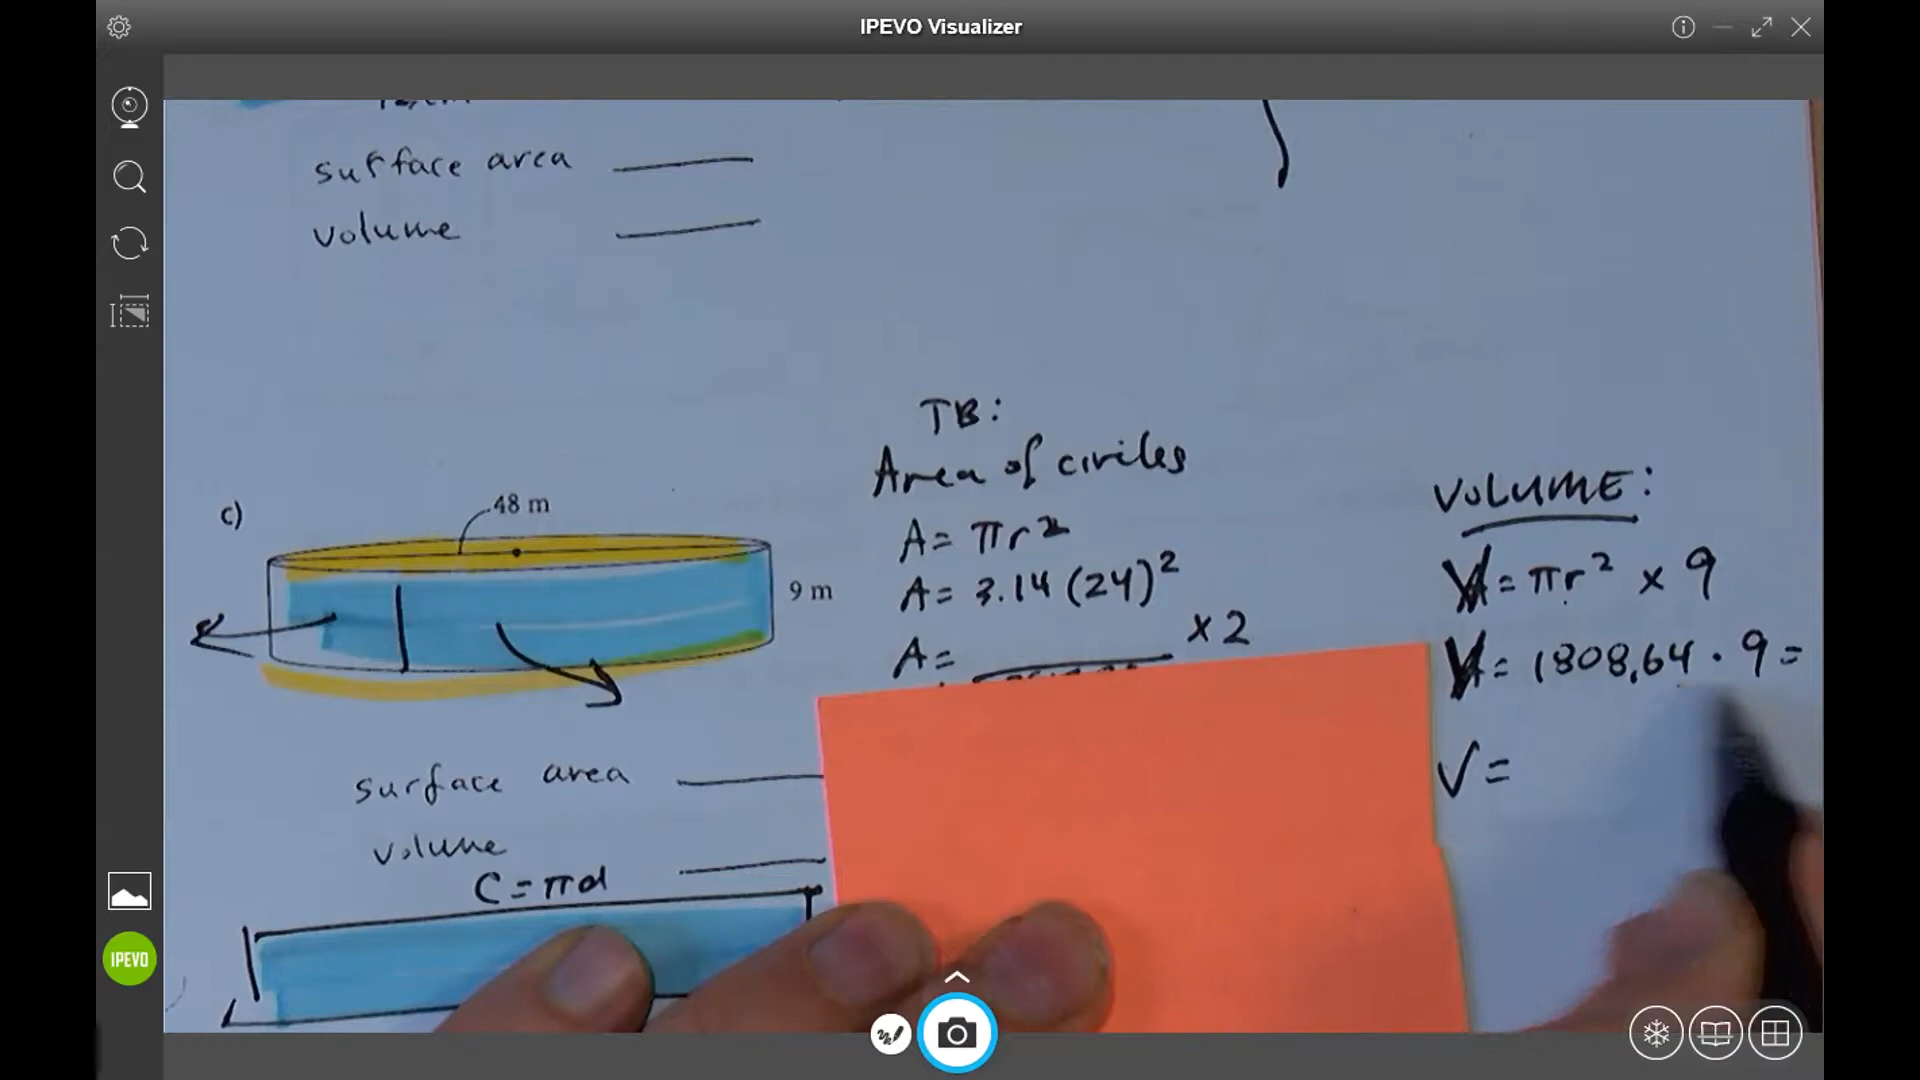 IPEVO Visualizer
surface area
volume
TB:
Area of circles
A = πr²
A = 3.14 (24)²
A = x 2
c)
48 m
9 m
surface area
volume
C = πd
VOLUME:
V = πr² x 9
V = 1808.64 · 9 =
V =
IPEVO